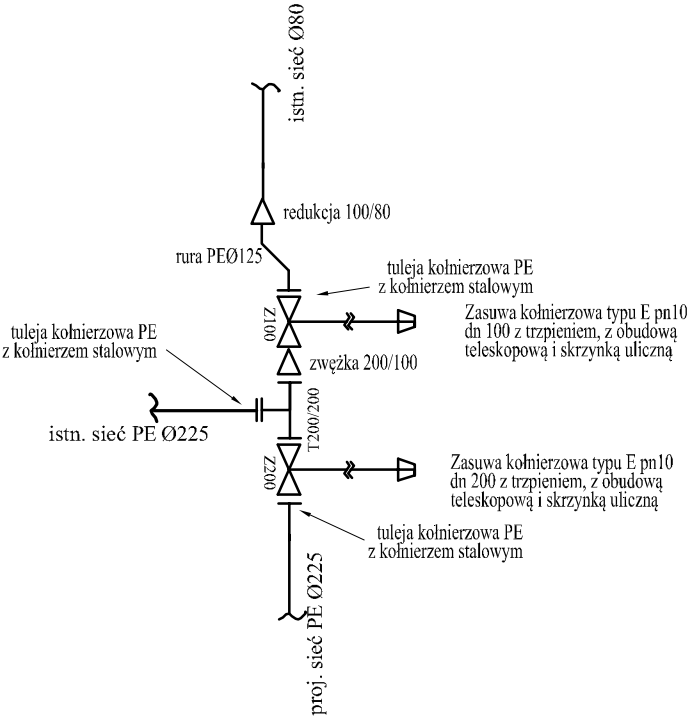 istn. sieć Ø80
redukcja 100/80
rura PEØ125
tuleja kołnierzowa PE
z kołnierzem stalowym
Z100
Zasuwa kołnierzowa typu E pn10
dn 100 z trzpieniem, z obudową
teleskopową i skrzynką uliczną
tuleja kołnierzowa PE
z kołnierzem stalowym
zwężka 200/100
T200/200
istn. sieć PE Ø225
Z200
Zasuwa kołnierzowa typu E pn10
dn 200 z trzpieniem, z obudową
teleskopową i skrzynką uliczną
tuleja kołnierzowa PE
z kołnierzem stalowym
proj. sieć PE Ø225